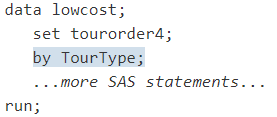 data lowcost;
set tourorder4;
by TourType;
...more SAS statements...
run;